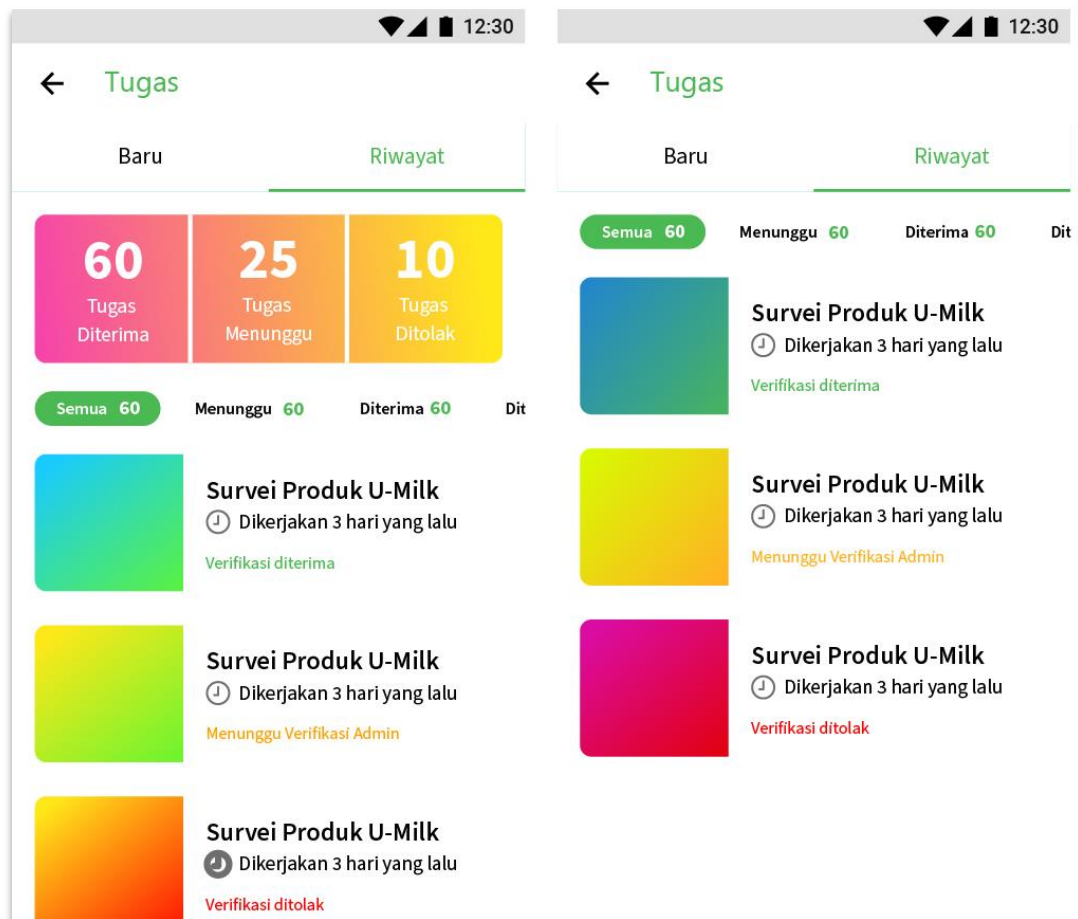 12:30
Tugas
Baru Riwayat
60 25 10
Tugas Tugas Tugas
Diterima Menunggu Ditolak
Semua 60 Menunggu 60 Diterima 60 Dit
Survei Produk U-Milk
Dikerjakan 3 hari yang lalu
Verifikasi diterima
Survei Produk U-Milk
Dikerjakan 3 hari yang lalu
Menunggu Verifikasi Admin
Survei Produk U-Milk
Dikerjakan 3 hari yang lalu
Verifikasi ditolak
12:30
Tugas
Baru Riwayat
Semua 60 Menunggu 60 Diterima 60 Dit
Survei Produk U-Milk
Dikerjakan 3 hari yang lalu
Verifikasi diterima
Survei Produk U-Milk
Dikerjakan 3 hari yang lalu
Menunggu Verifikasi Admin
Survei Produk U-Milk
Dikerjakan 3 hari yang lalu
Verifikasi ditolak